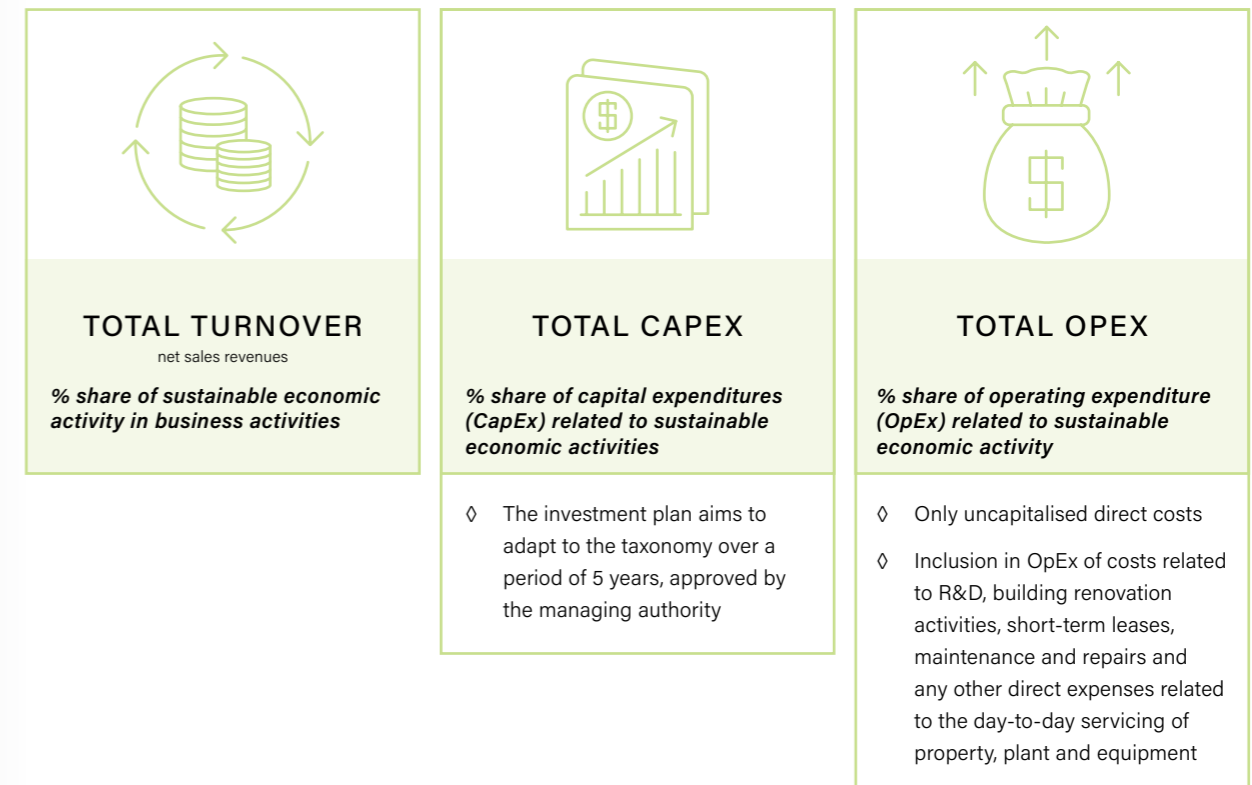 TOTAL TURNOVER
net sales revenues
% share of sustainable economic
activity in business activities
TOTAL CAPEX
% share of capital expenditures
(CapEx) related to sustainable
economic activities
◊ The investment plan aims to
adapt to the taxonomy over a
period of 5 years, approved by
the managing authority
TOTAL OPEX
% share of operating expenditure
(OpEx) related to sustainable
economic activity
◊ Only uncapitalised direct costs
◊ Inclusion in OpEx of costs related
to R&D, building renovation
activities, short-term leases,
maintenance and repairs and
any other direct expenses related
to the day-to-day servicing of
property, plant and equipment